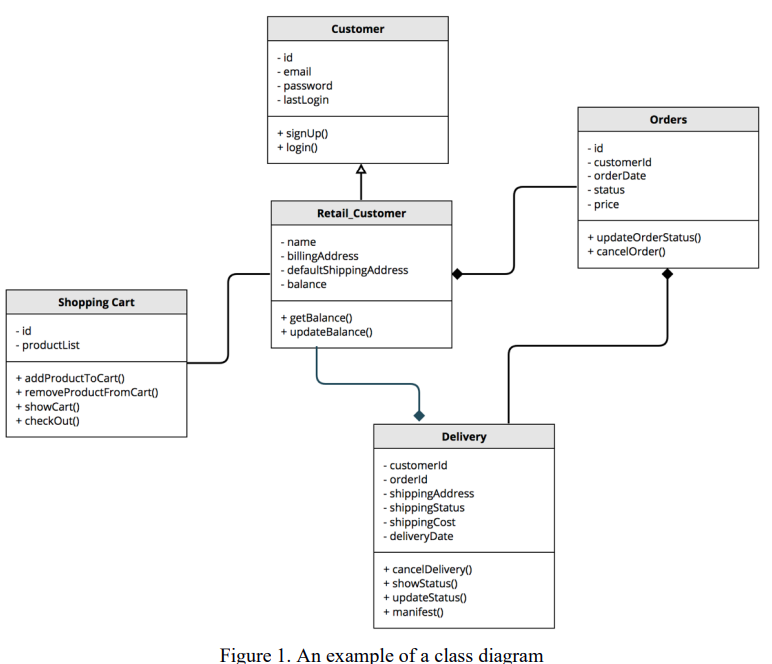 Customer
- id
- email
- password
- lastLogin
+ signUp()
+ login()
Orders
- id
- customerId
- orderDate
- status
- price
+ updateOrderStatus()
+ cancelOrder()
Retail_Customer
- name
- billingAddress
- defaultShippingAddress
- balance
+ getBalance()
+ updateBalance()
Shopping Cart
- id
- productList
+ addProductToCart()
+ removeProductFromCart()
+ showCart()
+ checkOut()
Delivery
- customerId
- orderId
- shippingAddress
- shippingStatus
- shippingCost
- deliveryDate
+ cancelDelivery()
+ showStatus()
+ updateStatus()
+ manifest()
Figure 1. An example of a class diagram